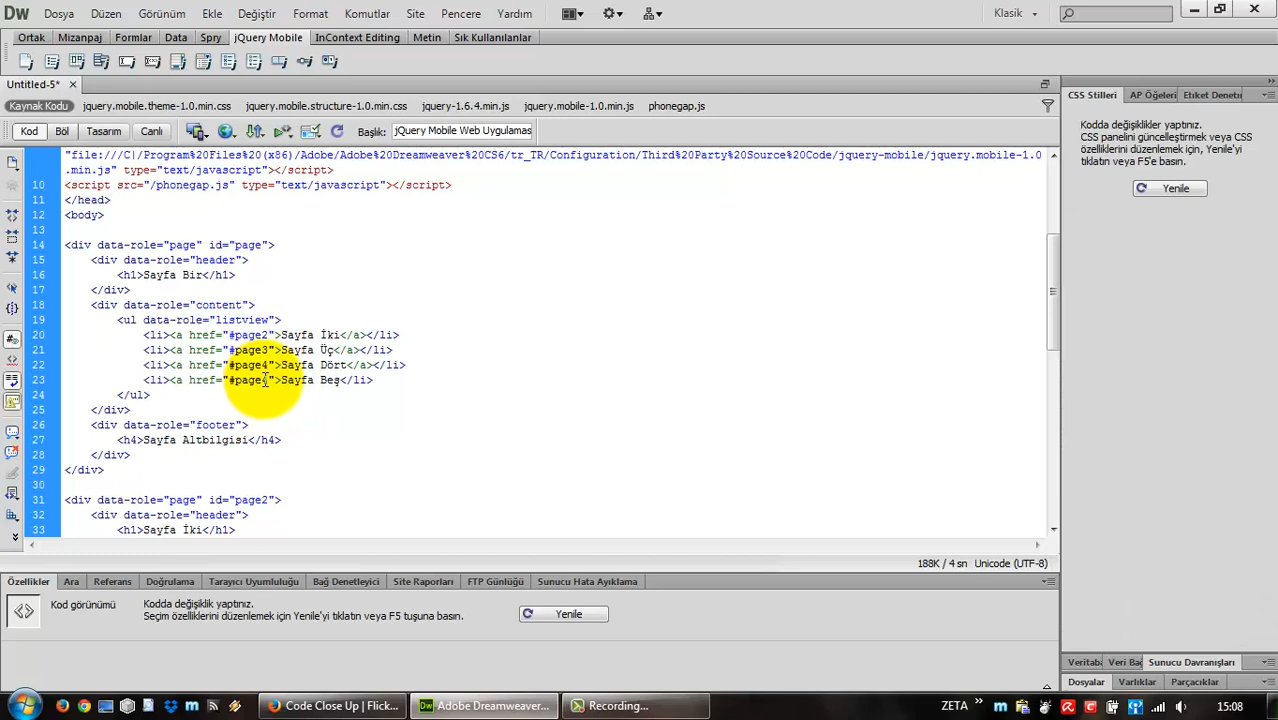 Dw Dosya Düzen Görünüm Ekle Değiştir Format Komutlar Site Pencere Yardım Klasik
Ortak Mizanpaj Formlar Data Spry jQuery Mobile InContext Editing Metin Sık Kullanılanlar
Untitled-5*
Kaynak Kodu jquery.mobile.theme-1.0.min.css jquery.mobile.structure-1.0.min.css jquery-1.6.4.min.js jquery.mobile-1.0.min.js phonegap.js
Kod Böl Tasarım Canlı Başlık: jQuery Mobile Web Uygulamas
"file:///C|/Program%20Files%20(x86)/Adobe/Adobe%20Dreamweaver%20CS6/tr_TR/Configuration/Third%20Party%20Source%20Code/jquery-mobile/jquery.mobile-1.0
.min.js" type="text/javascript"></script>
10 <script src="/phonegap.js" type="text/javascript"></script>
11 </head>
12 <body>
13
14 <div data-role="page" id="page">
15 <div data-role="header">
16 <h1>Sayfa Bir</h1>
17 </div>
18 <div data-role="content">
19 <ul data-role="listview">
20 <li><a href="#page2">Sayfa İki</a></li>
21 <li><a href="#page3">Sayfa Üç</a></li>
22 <li><a href="#page4">Sayfa Dört</a></li>
23 <li><a href="#page">Sayfa Beş</li>
24 </ul>
25 </div>
26 <div data-role="footer">
27 <h4>Sayfa Altbilgisi</h4>
28 </div>
29 </div>
30
31 <div data-role="page" id="page2">
32 <div data-role="header">
33 <h1>Sayfa İki</h1>
188K / 4 sn Unicode (UTF-8)
Özellikler Ara Referans Doğrulama Tarayıcı Uyumluluğu Bağ Denetleyici Site Raporları FTP Günlüğü Sunucu Hata Ayıklama
Kod görünümü
Kodda değişiklik yaptınız.
Seçim özelliklerini düzenlemek için Yenile'yi tıklatın veya F5 tuşuna basın.
Yenile
CSS Stilleri AP Öğeleri Etiket Denetin
Kodda değişiklikler yaptınız.
CSS panelini güncelleştirmek veya CSS
özelliklerini düzenlemek için, Yenile'yi
tıklatın veya F5'e basın.
Yenile
Veritaba Veri Bağ Sunucu Davranışları
Dosyalar Varlıklar Parçacıklar
Code Close Up | Flick... Dw Adobe Dreamweaver... Recording... ZETA 15:08